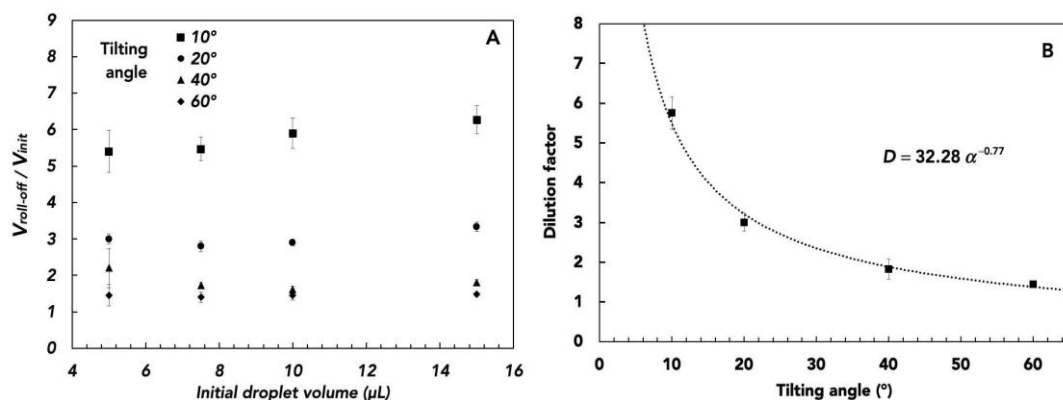 A
Tilting
angle
10°
20°
40°
60°
9
8
7
6
5
4
3
2
1
0
V_roll-off / V_init
4 6 8 10 12 14 16
Initial droplet volume (µL)
B
8
7
6
5
4
3
2
1
0
Dilution factor
D = 32.28 α^−0.77
0 10 20 30 40 50 60
Tilting angle (°)